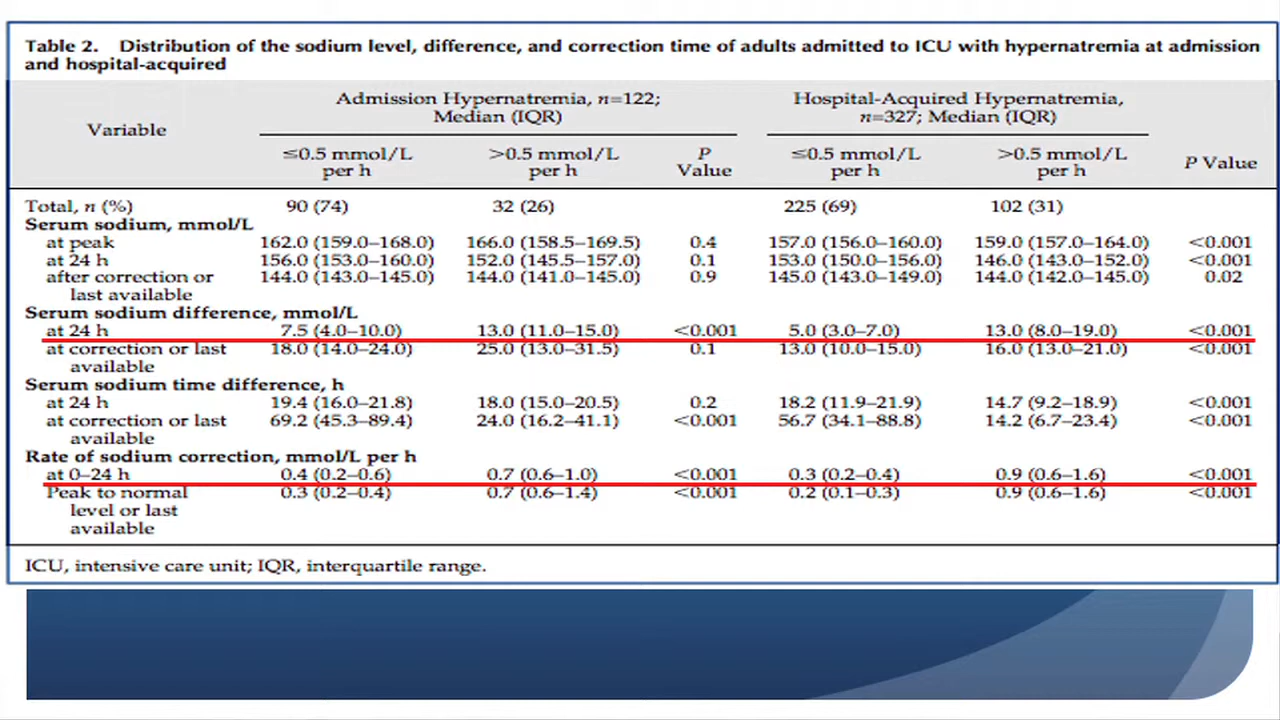 Table 2. Distribution of the sodium level, difference, and correction time of adults admitted to ICU with hypernatremia at admission
and hospital-acquired
Variable
Admission Hypernatremia, n=122;
Median (IQR)
Hospital-Acquired Hypernatremia,
n=327; Median (IQR)
≤0.5 mmol/L
per h
>0.5 mmol/L
per h
P
Value
≤0.5 mmol/L
per h
>0.5 mmol/L
per h
P Value
Total, n (%) 90 (74) 32 (26) 225 (69) 102 (31)
Serum sodium, mmol/L
at peak 162.0 (159.0–168.0) 166.0 (158.5–169.5) 0.4 157.0 (156.0–160.0) 159.0 (157.0–164.0) <0.001
at 24 h 156.0 (153.0–160.0) 152.0 (145.5–157.0) 0.1 153.0 (150.0–156.0) 146.0 (143.0–152.0) <0.001
after correction or 144.0 (143.0–145.0) 144.0 (141.0–145.0) 0.9 145.0 (143.0–149.0) 144.0 (142.0–145.0) 0.02
last available
Serum sodium difference, mmol/L
at 24 h 7.5 (4.0–10.0) 13.0 (11.0–15.0) <0.001 5.0 (3.0–7.0) 13.0 (8.0–19.0) <0.001
at correction or last 18.0 (14.0–24.0) 25.0 (13.0–31.5) 0.1 13.0 (10.0–15.0) 16.0 (13.0–21.0) <0.001
available
Serum sodium time difference, h
at 24 h 19.4 (16.0–21.8) 18.0 (15.0–20.5) 0.2 18.2 (11.9–21.9) 14.7 (9.2–18.9) <0.001
at correction or last 69.2 (45.3–89.4) 24.0 (16.2–41.1) <0.001 56.7 (34.1–88.8) 14.2 (6.7–23.4) <0.001
available
Rate of sodium correction, mmol/L per h
at 0–24 h 0.4 (0.2–0.6) 0.7 (0.6–1.0) <0.001 0.3 (0.2–0.4) 0.9 (0.6–1.6) <0.001
Peak to normal 0.3 (0.2–0.4) 0.7 (0.6–1.4) <0.001 0.2 (0.1–0.3) 0.9 (0.6–1.6) <0.001
level or last
available
ICU, intensive care unit; IQR, interquartile range.